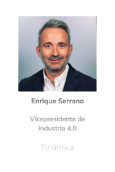 Enrique Serrano
Vicepresidente de
Industria 4.0
Tinámica